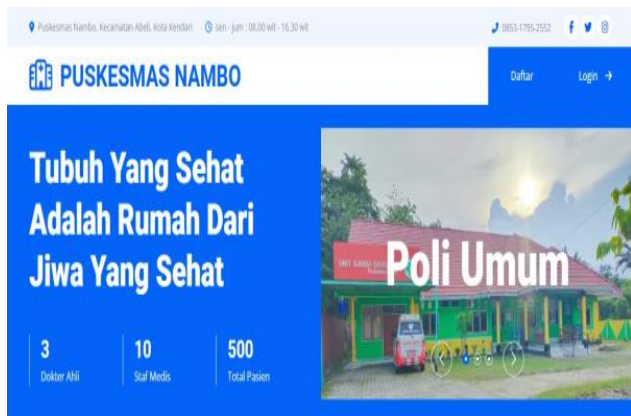 Puskesmas Nambo, Kecamatan Abeli, Kota Kendari
sen - jum : 08.00 wit - 16.30 wit
0853-1795-2552
PUSKESMAS NAMBO
Daftar
Login →
Tubuh Yang Sehat
Adalah Rumah Dari
Jiwa Yang Sehat
Poli Umum
3
Dokter Ahli
10
Staf Medis
500
Total Pasien